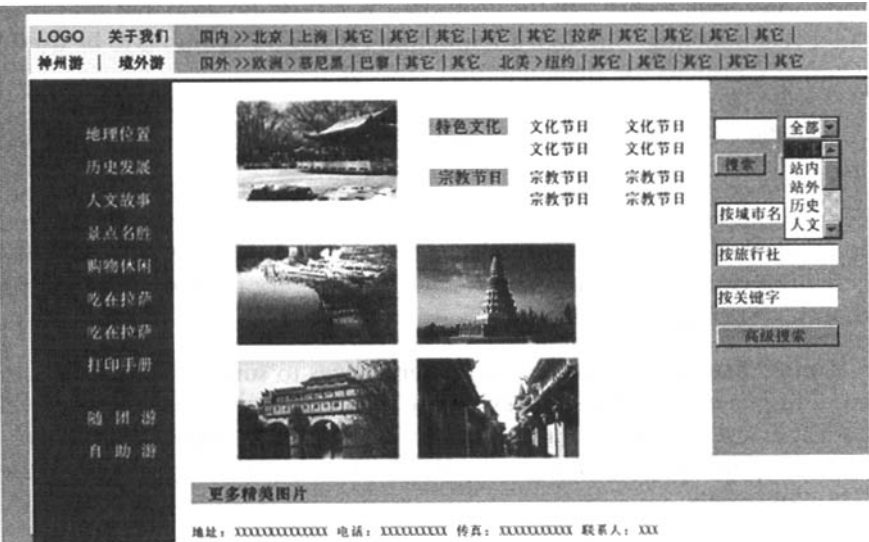 LOGO 关于我们 国内>>北京|上海|其它|其它|其它|其它|拉萨|其它|其它|其它|其它|
神州游 | 境外游 国外>>欧洲>慕尼黑|巴黎|其它|其它 北美>纽约|其它|其它|其它|其它|其它
地理位置
历史发展
人文故事
景点名胜
购物休闲
吃在拉萨
吃在拉萨
打印手册
随团游
自助游
特色文化 文化节日 文化节日
文化节日 文化节日
宗教节日 宗教节日 宗教节日
宗教节日 宗教节日
全部
搜索
站内
站外
历史
人文
按城市名
按旅行社
按关键字
高级搜索
更多精美图片
地址：XXXXXXXXXXXXX 电话：XXXXXXXXXX 传真：XXXXXXXXXXX 联系人：XXX